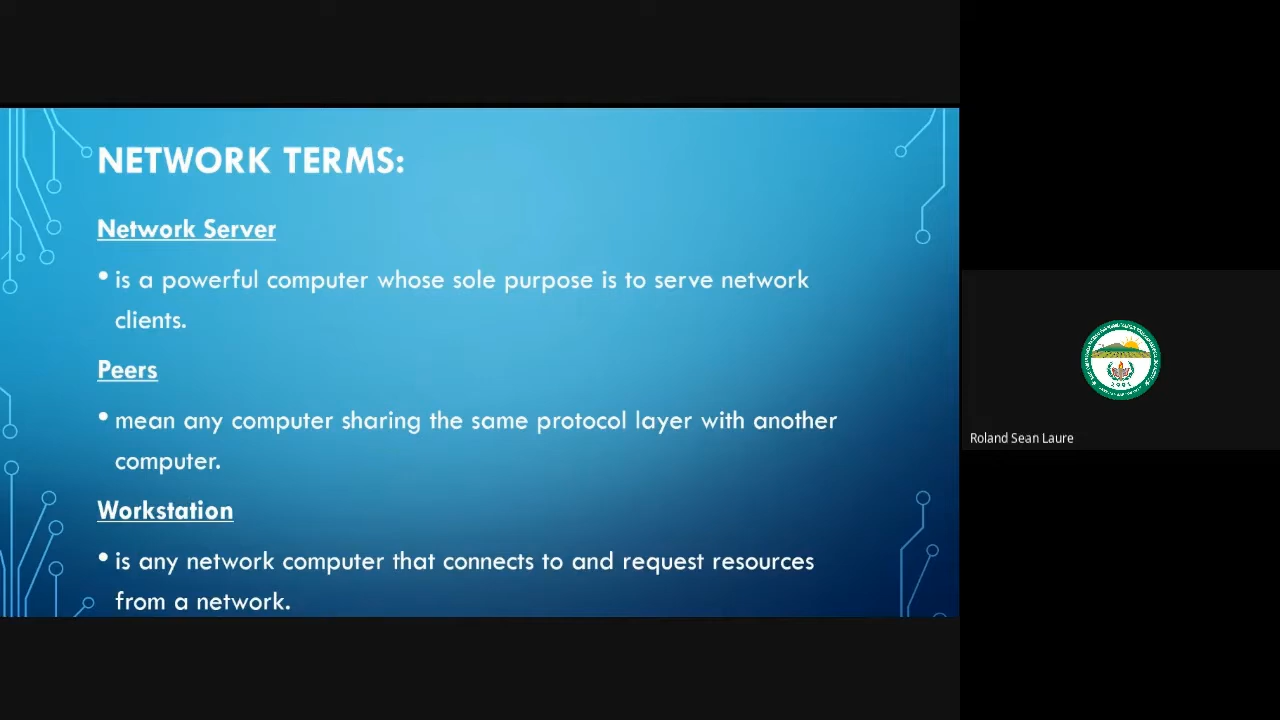 NETWORK TERMS:
Network Server
• is a powerful computer whose sole purpose is to serve network
clients.
Peers
• mean any computer sharing the same protocol layer with another
computer.
Workstation
• is any network computer that connects to and request resources
from a network.
Roland Sean Laure